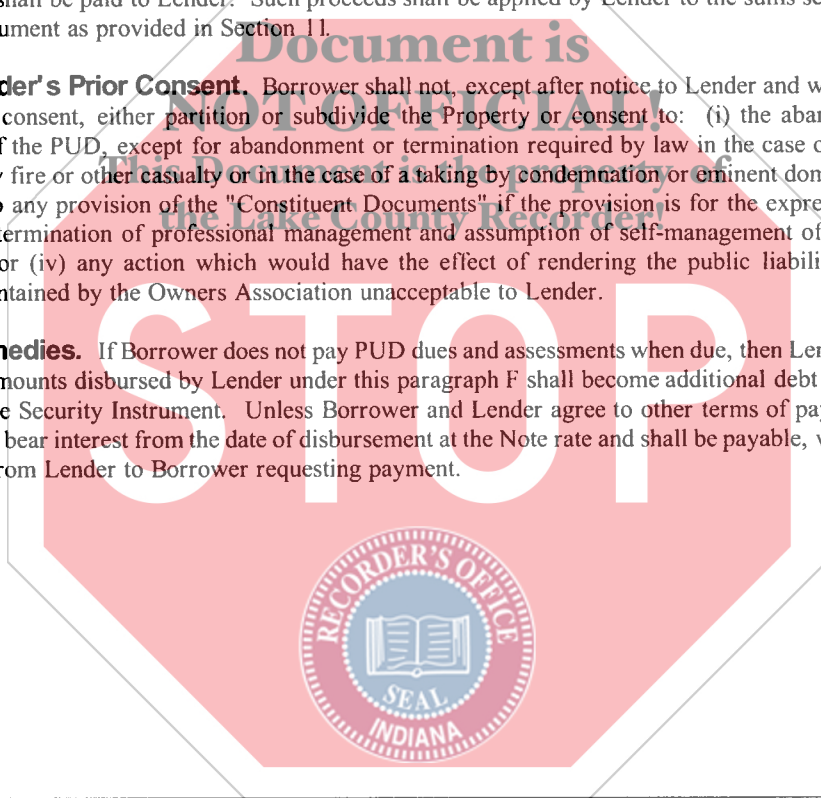 shall be paid to Lender. Such proceeds shall be applied by Lender to the sums se
ument as provided in Section 11.
Document is
der's Prior Consent. Borrower shall not, except after notice to Lender and w
consent, either partition or subdivide the Property or consent to: (i) the aban
NOT OFFICIAL!
f the PUD, except for abandonment or termination required by law in the case o
This Document is the property of
y fire or other casualty or in the case of a taking by condemnation or eminent dom
o any provision of the "Constituent Documents" if the provision is for the expre
the Lake County Recorder!
ermination of professional management and assumption of self-management of
or (iv) any action which would have the effect of rendering the public liabili
ntained by the Owners Association unacceptable to Lender.
STOP
nedies. If Borrower does not pay PUD dues and assessments when due, then Len
mounts disbursed by Lender under this paragraph F shall become additional debt
e Security Instrument. Unless Borrower and Lender agree to other terms of pay
bear interest from the date of disbursement at the Note rate and shall be payable, v
rom Lender to Borrower requesting payment.
RECORDER'S OFFICE
SEAL
INDIANA